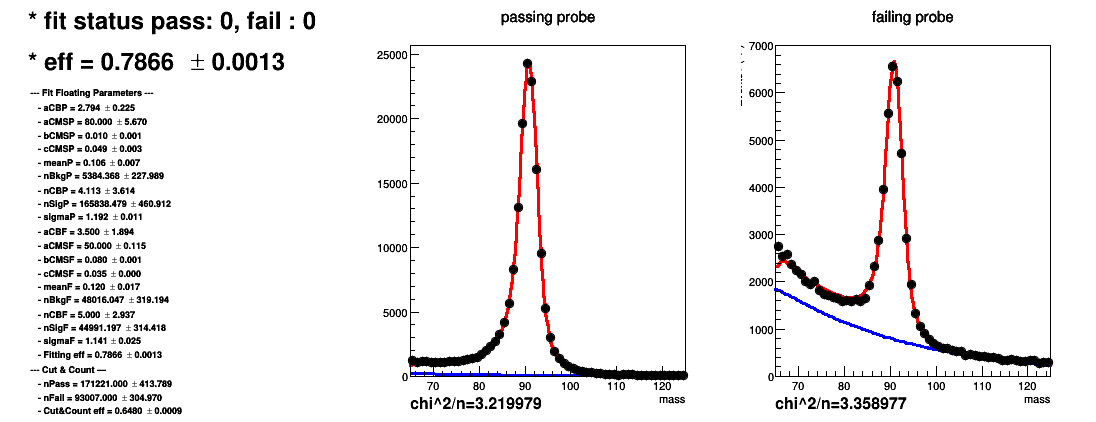 * fit status pass: 0, fail : 0
* eff = 0.7866 ± 0.0013
--- Fit Floating Parameters ---
- aCBP = 2.794 ± 0.225
- aCMSP = 80.000 ± 5.670
- bCMSP = 0.010 ± 0.001
- cCMSP = 0.049 ± 0.003
- meanP = 0.106 ± 0.007
- nBkgP = 5384.368 ± 227.989
- nCBP = 4.113 ± 3.614
- nSigP = 165838.479 ± 460.912
- sigmaP = 1.192 ± 0.011
- aCBF = 3.500 ± 1.894
- aCMSF = 50.000 ± 0.115
- bCMSF = 0.080 ± 0.001
- cCMSF = 0.035 ± 0.000
- meanF = 0.120 ± 0.017
- nBkgF = 48016.047 ± 319.194
- nCBF = 5.000 ± 2.937
- nSigF = 44991.197 ± 314.418
- sigmaF = 1.141 ± 0.025
- Fitting eff = 0.7866 ± 0.0013
--- Cut & Count ---
- nPass = 171221.000 ± 413.789
- nFail = 93007.000 ± 304.970
- Cut&Count eff = 0.6480 ± 0.0009
passing probe
25000
20000
15000
10000
5000
0
70 80 90 100 110 120
mass
chi^2/n=3.219979
failing probe
7000
6000
5000
4000
3000
2000
1000
0
70 80 90 100 110 120
mass
chi^2/n=3.358977